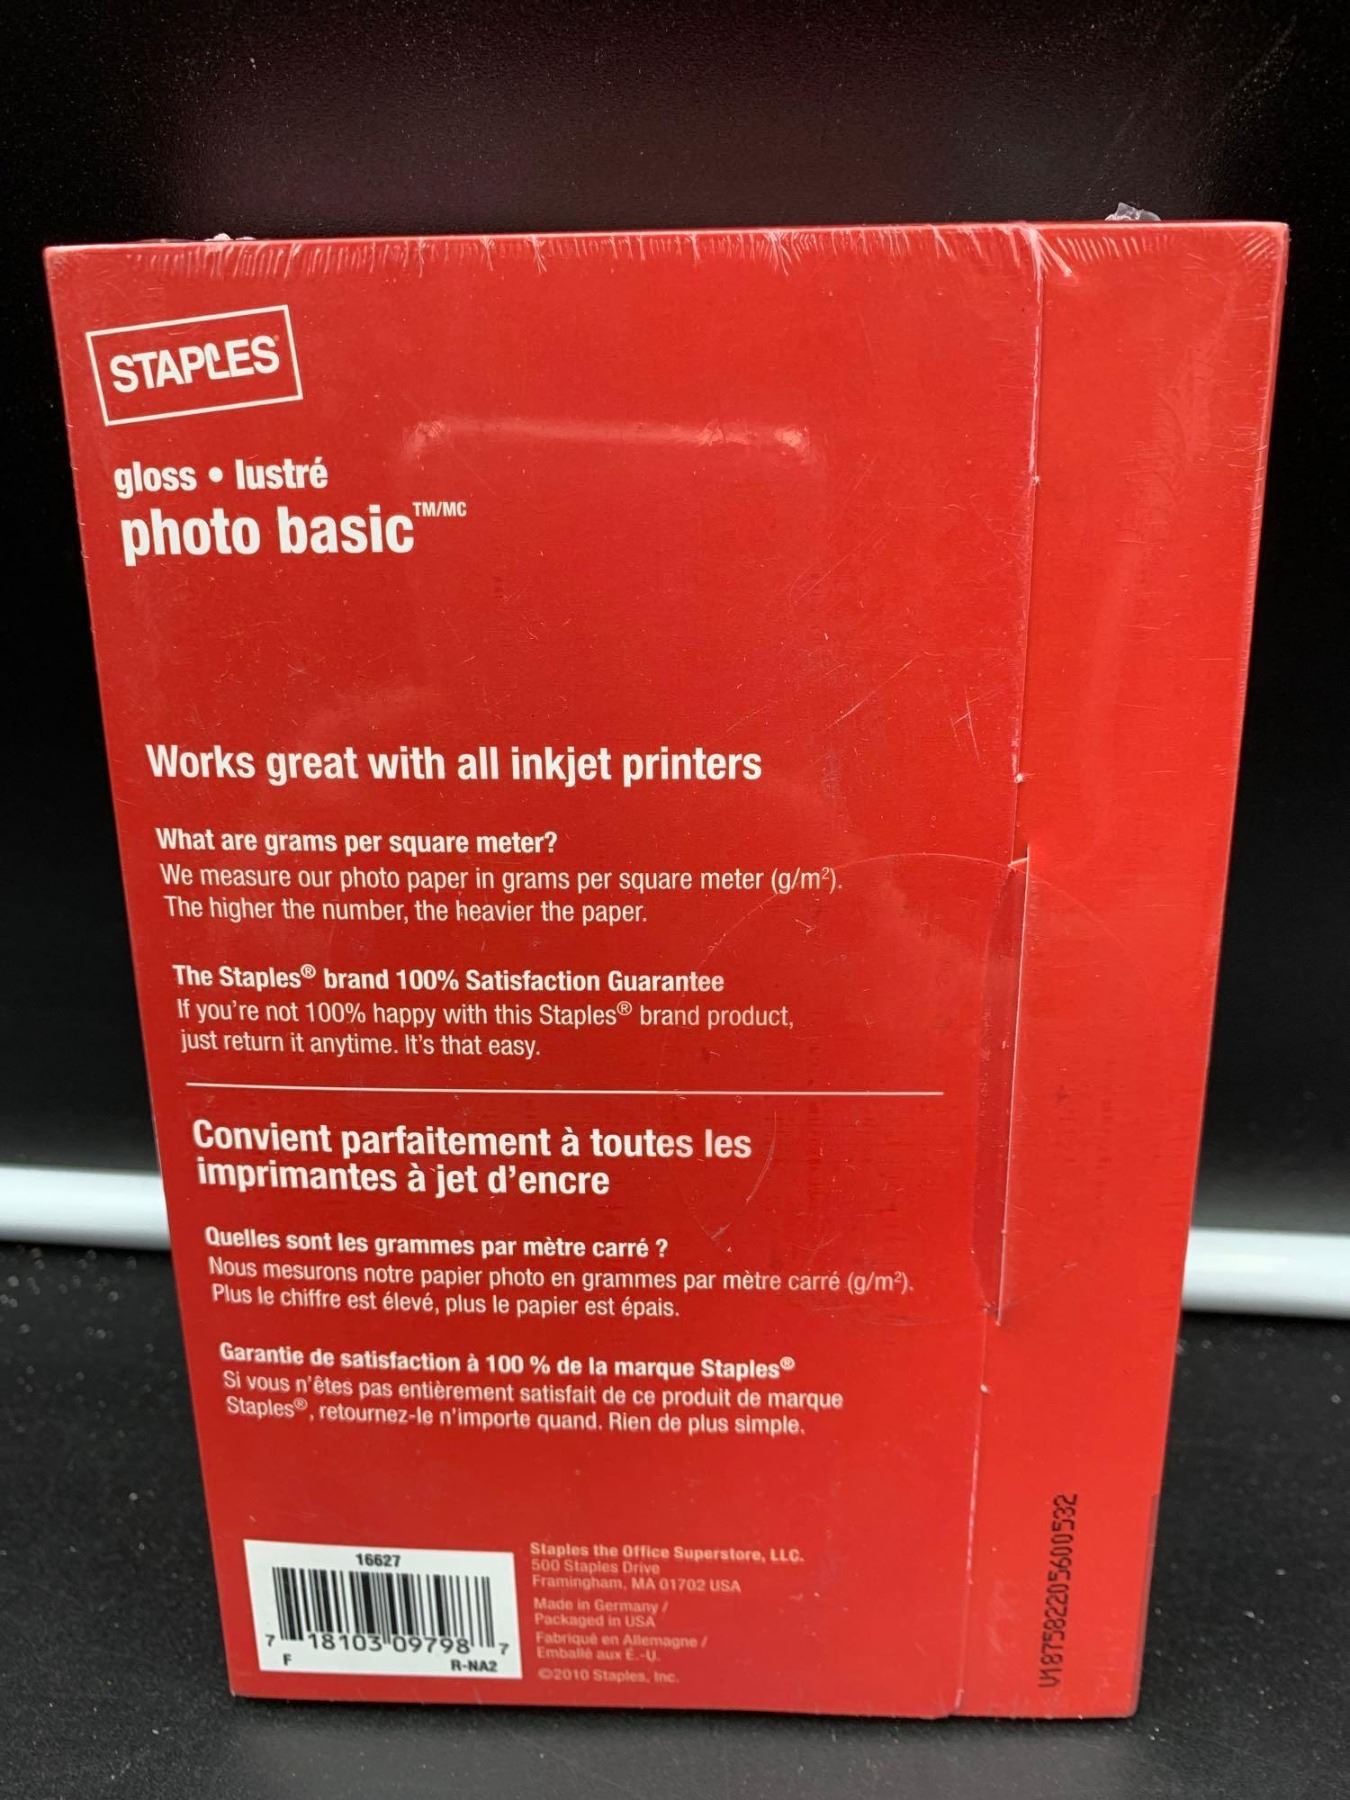 STAPLES
gloss • lustré
photo basic™/MC
Works great with all inkjet printers
What are grams per square meter?
We measure our photo paper in grams per square meter (g/m²).
The higher the number, the heavier the paper.
The Staples® brand 100% Satisfaction Guarantee
If you're not 100% happy with this Staples® brand product,
just return it anytime. It's that easy.
Convient parfaitement à toutes les
imprimantes à jet d'encre
Quelles sont les grammes par mètre carré ?
Nous mesurons notre papier photo en grammes par mètre carré (g/m²).
Plus le chiffre est élevé, plus le papier est épais.
Garantie de satisfaction à 100 % de la marque Staples®
Si vous n'êtes pas entièrement satisfait de ce produit de marque
Staples®, retournez-le n'importe quand. Rien de plus simple.
16627
7 18103 09798 7
F R-NA2
Staples the Office Superstore, LLC.
500 Staples Drive
Framingham, MA 01702 USA
Made in Germany /
Packaged in USA
Fabriqué en Allemagne /
Emballé aux É.-U.
©2010 Staples, Inc.
V187582205600532